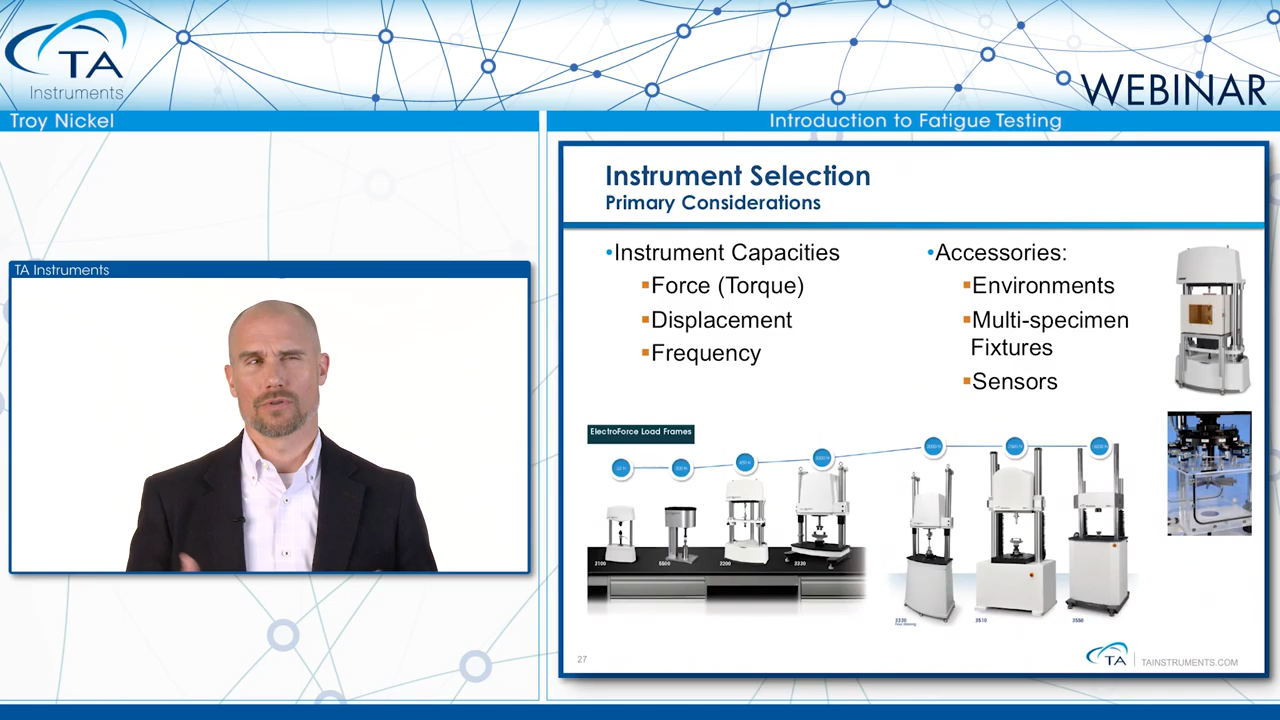 TA
Instruments
WEBINAR
Troy Nickel
Introduction to Fatigue Testing
TA Instruments
Instrument Selection
Primary Considerations
•Instrument Capacities
▪Force (Torque)
▪Displacement
▪Frequency
•Accessories:
▪Environments
▪Multi-specimen
Fixtures
▪Sensors
ElectroForce Load Frames
3100
5500
3200
3330
3330
3510
3550
27
TA
TAINSTRUMENTS.COM